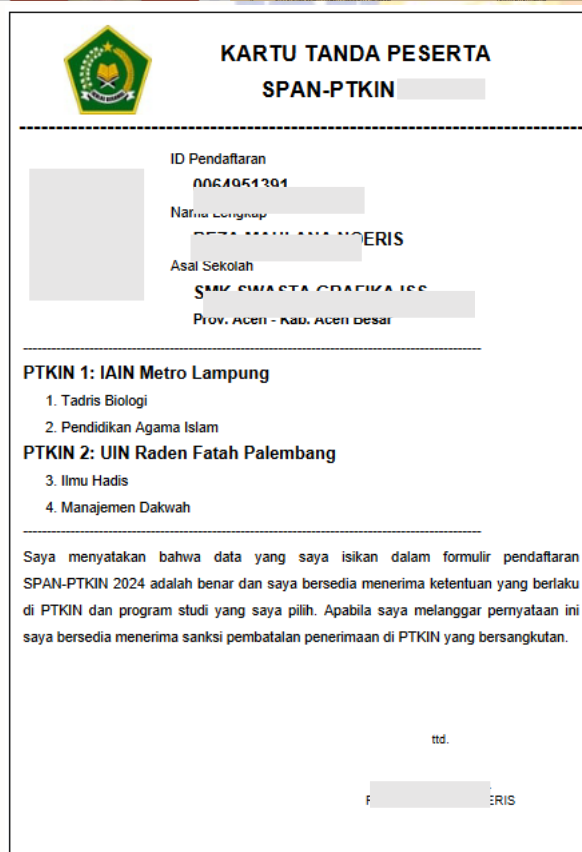 KARTU TANDA PESERTA
SPAN-PTKIN
ID Pendaftaran
Nama Lengkap
Asal Sekolah
Prov. Aceh - Kab. Aceh Besar
PTKIN 1: IAIN Metro Lampung
1. Tadris Biologi
2. Pendidikan Agama Islam
PTKIN 2: UIN Raden Fatah Palembang
3. Ilmu Hadis
4. Manajemen Dakwah
Saya menyatakan bahwa data yang saya isikan dalam formulir pendaftaran
SPAN-PTKIN 2024 adalah benar dan saya bersedia menerima ketentuan yang berlaku
di PTKIN dan program studi yang saya pilih. Apabila saya melanggar pernyataan ini
saya bersedia menerima sanksi pembatalan penerimaan di PTKIN yang bersangkutan.
ttd.